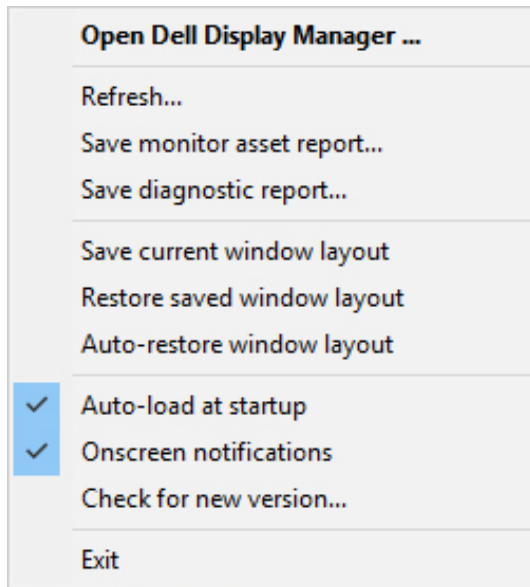 Open Dell Display Manager ...
Refresh...
Save monitor asset report...
Save diagnostic report...
Save current window layout
Restore saved window layout
Auto-restore window layout
Auto-load at startup
Onscreen notifications
Check for new version...
Exit